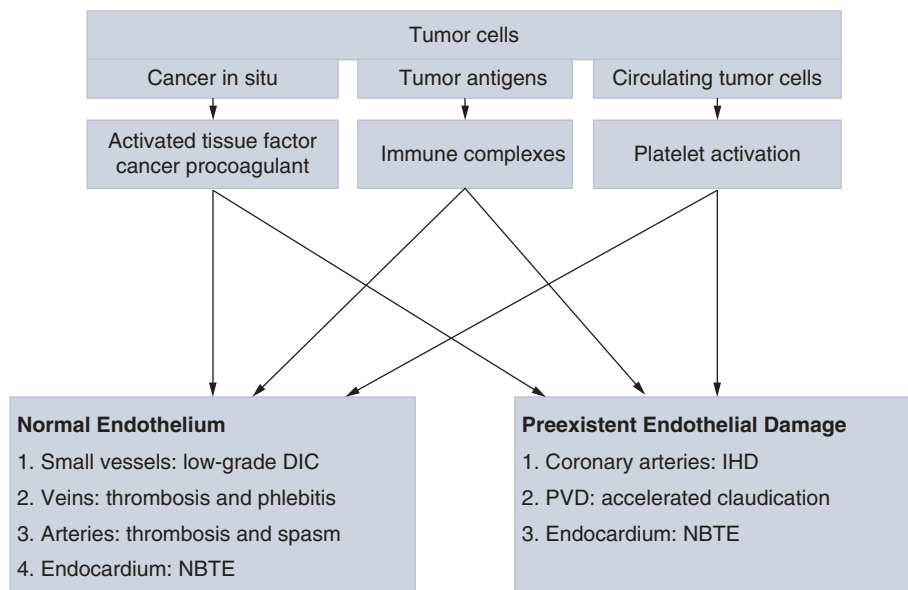 Tumor cells
Cancer in situ
Tumor antigens
Circulating tumor cells
Activated tissue factor
cancer procoagulant
Immune complexes
Platelet activation
Normal Endothelium
1. Small vessels: low-grade DIC
2. Veins: thrombosis and phlebitis
3. Arteries: thrombosis and spasm
4. Endocardium: NBTE
Preexistent Endothelial Damage
1. Coronary arteries: IHD
2. PVD: accelerated claudication
3. Endocardium: NBTE